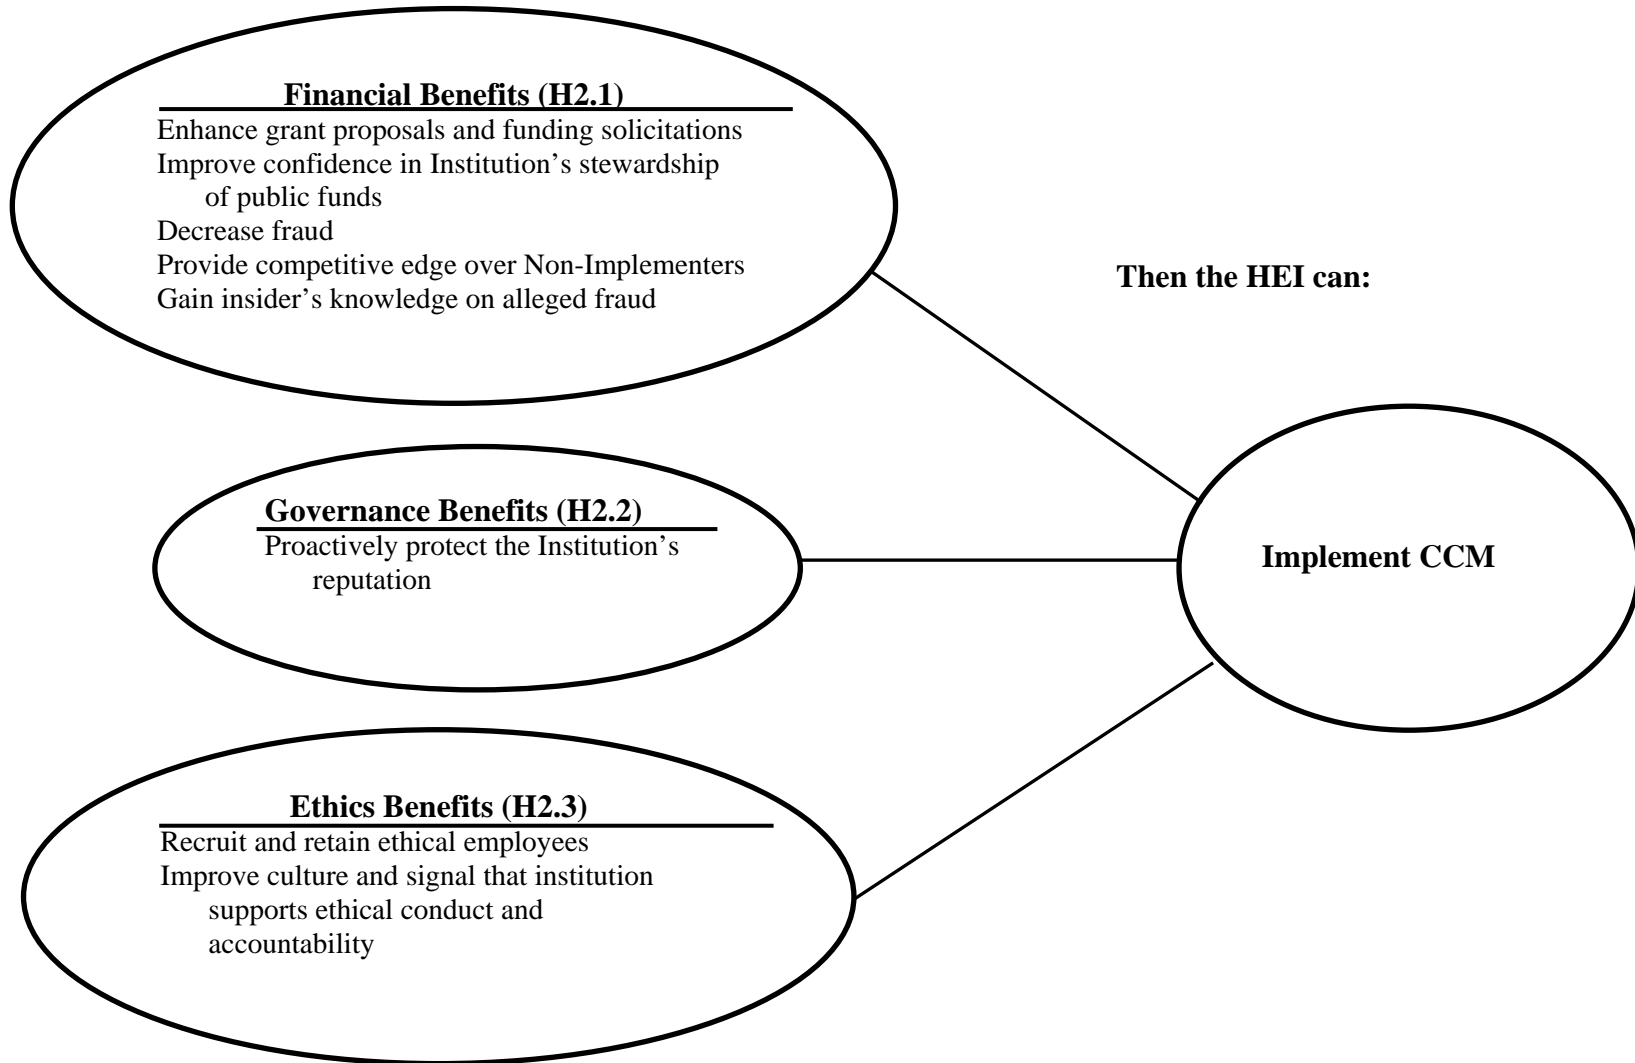 Financial Benefits (H2.1)
Enhance grant proposals and funding solicitations
Improve confidence in Institution’s stewardship
of public funds
Decrease fraud
Provide competitive edge over Non-Implementers
Gain insider’s knowledge on alleged fraud
Then the HEI can:
Governance Benefits (H2.2)
Proactively protect the Institution’s
reputation
Implement CCM
Ethics Benefits (H2.3)
Recruit and retain ethical employees
Improve culture and signal that institution
supports ethical conduct and
accountability